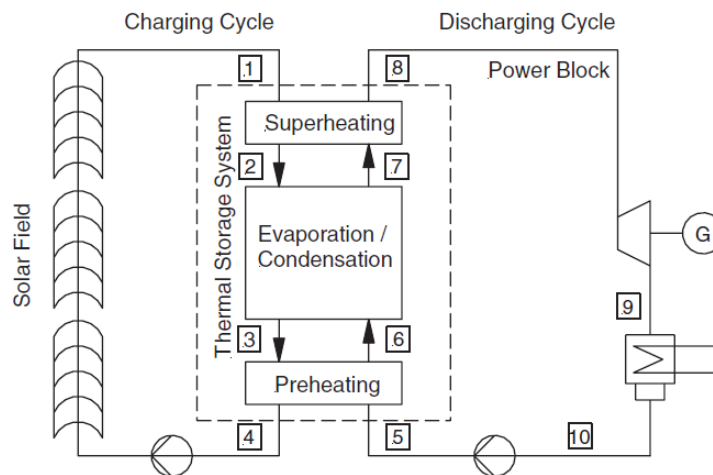 Charging Cycle
Discharging Cycle
1
8
Power Block
Superheating
2
7
Solar Field
Thermal Storage System
Evaporation /
Condensation
G
9
3
6
Preheating
4
5
10